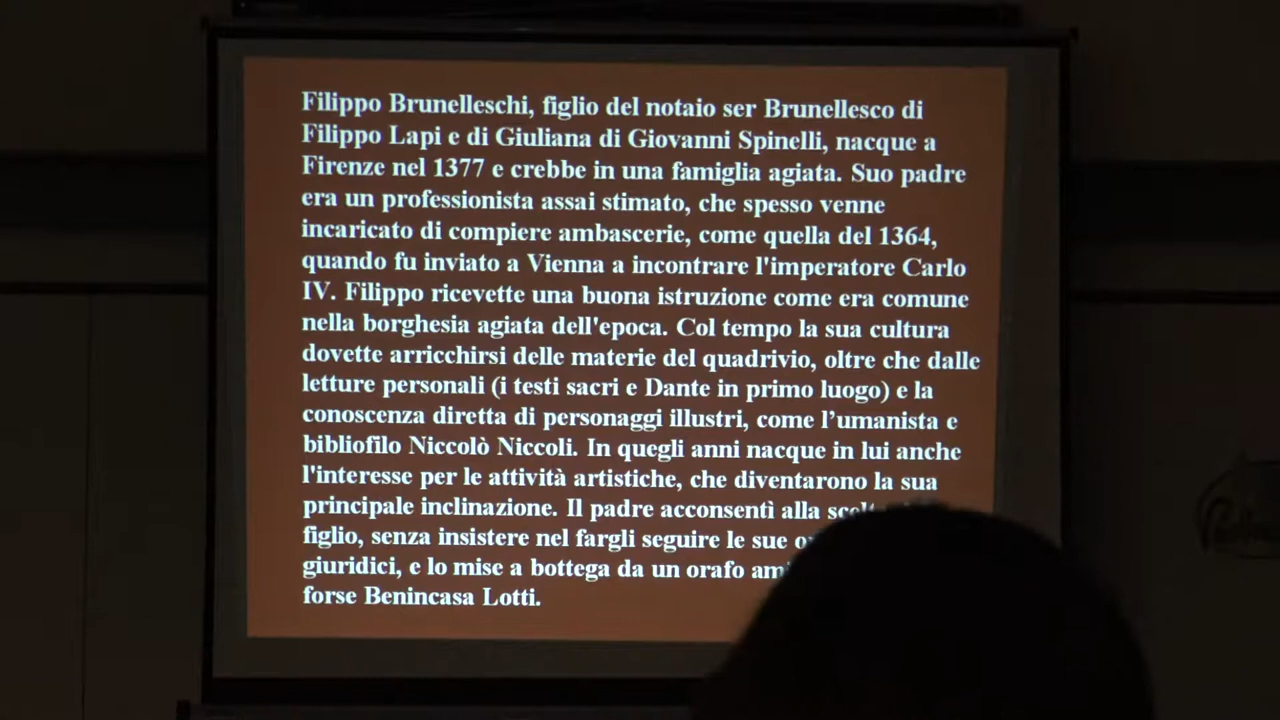 Filippo Brunelleschi, figlio del notaio ser Brunellesco di
Filippo Lapi e di Giuliana di Giovanni Spinelli, nacque a
Firenze nel 1377 e crebbe in una famiglia agiata. Suo padre
era un professionista assai stimato, che spesso venne
incaricato di compiere ambascerie, come quella del 1364,
quando fu inviato a Vienna a incontrare l'imperatore Carlo
IV. Filippo ricevette una buona istruzione come era comune
nella borghesia agiata dell'epoca. Col tempo la sua cultura
dovette arricchirsi delle materie del quadrivio, oltre che dalle
letture personali (i testi sacri e Dante in primo luogo) e la
conoscenza diretta di personaggi illustri, come l’umanista e
bibliofilo Niccolò Niccoli. In quegli anni nacque in lui anche
l'interesse per le attività artistiche, che diventarono la sua
principale inclinazione. Il padre acconsentì alla
figlio, senza insistere nel fargli seguire le sue
giuridici, e lo mise a bottega da un orafo
forse Benincasa Lotti.